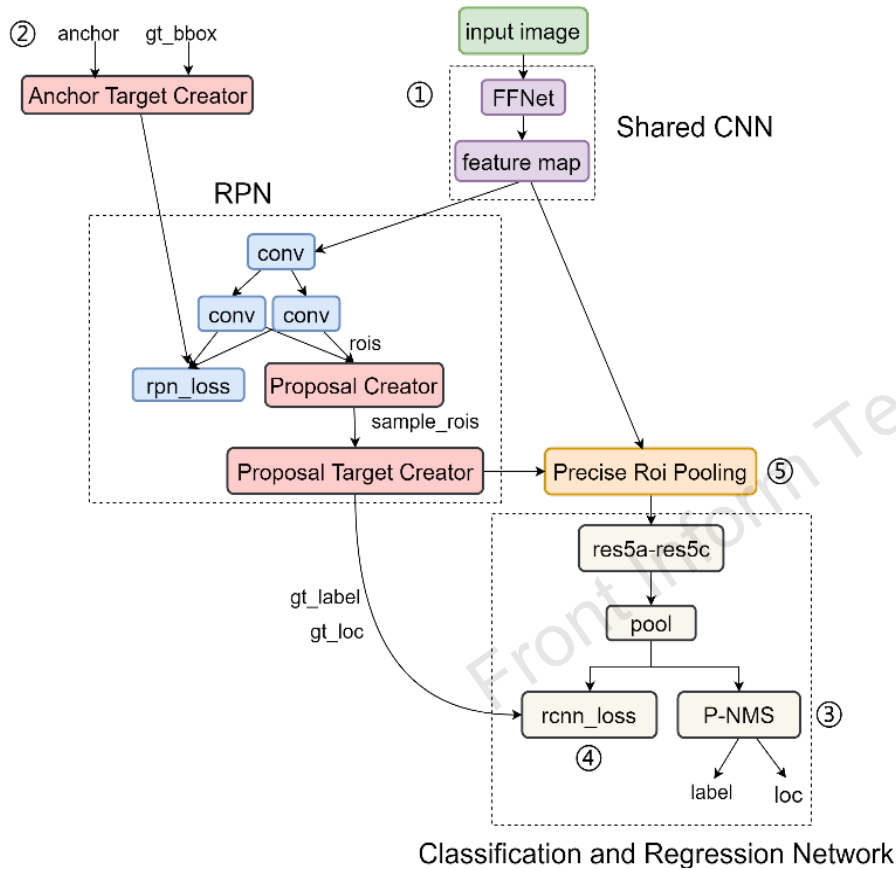 ② anchor gt_bbox
Anchor Target Creator
input image
①
FFNet
feature map
Shared CNN
RPN
conv
conv conv
rois
rpn_loss
Proposal Creator
sample_rois
Proposal Target Creator
Precise Roi Pooling ⑤
res5a-res5c
pool
gt_label
gt_loc
rcnn_loss
④
P-NMS ③
label loc
Classification and Regression Network
Front Inform Te